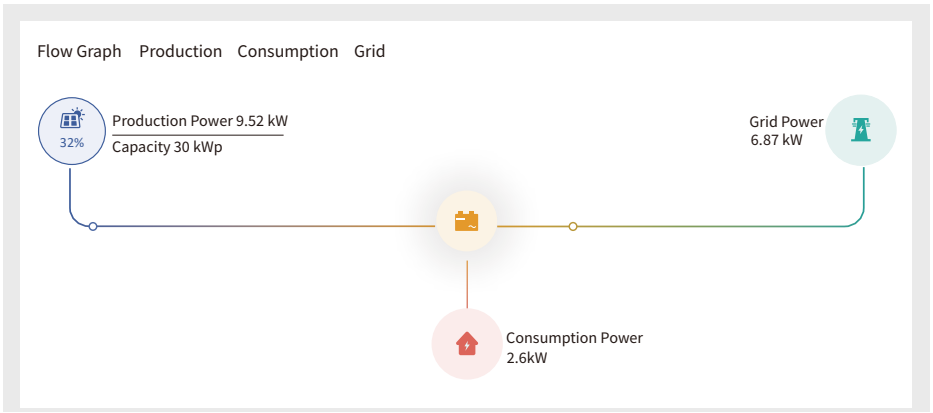 Flow Graph Production Consumption Grid
32%
Production Power 9.52 kW
Capacity 30 kWp
Grid Power
6.87 kW
Consumption Power
2.6kW